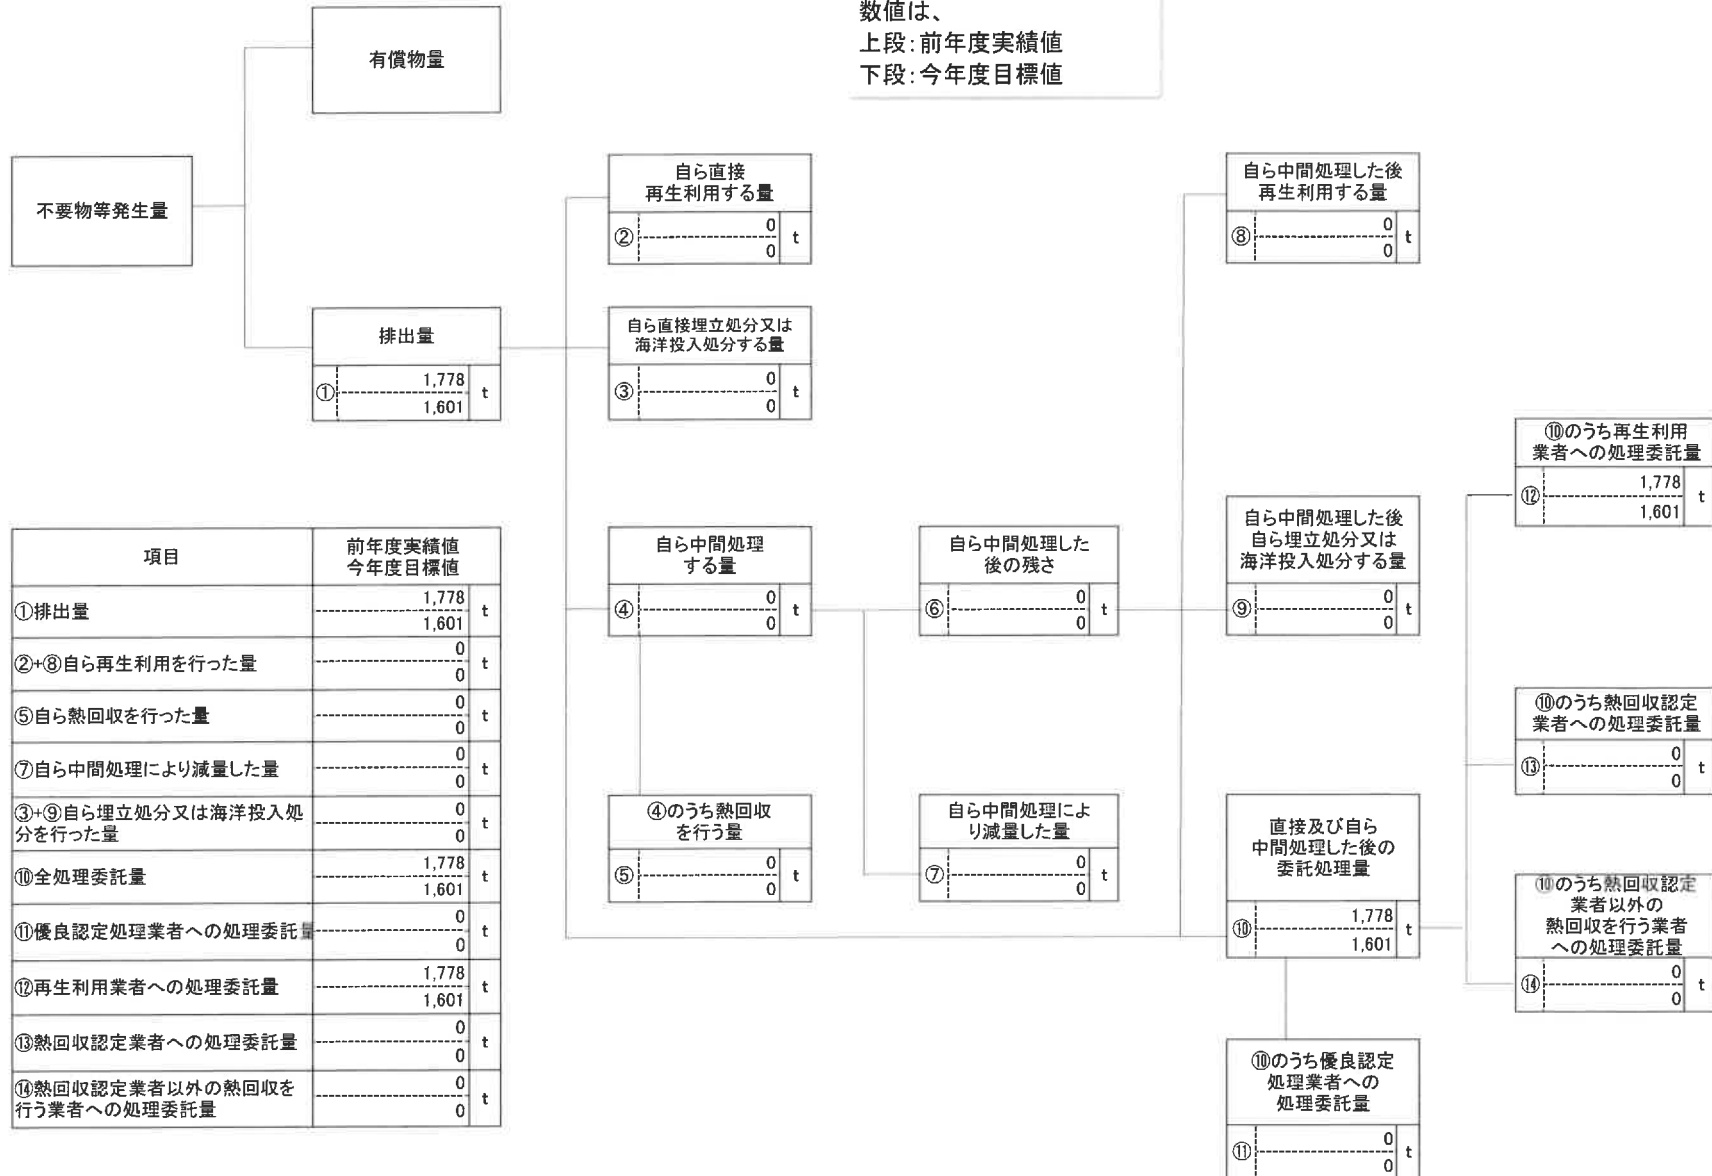 数値は、
上段：前年度実績値
下段：今年度目標値
有償物量
不要物等発生量
排出量
①
1,778
1,601
t
自ら直接
再生利用する量
②
0
0
t
自ら直接埋立処分又は
海洋投入処分する量
③
0
0
t
自ら中間処理
する量
④
0
0
t
④のうち熱回収
を行う量
⑤
0
0
t
自ら中間処理した
後の残さ
⑥
0
0
t
自ら中間処理によ
り減量した量
⑦
0
0
t
自ら中間処理した後
再生利用する量
⑧
0
0
t
自ら中間処理した後
自ら埋立処分又は
海洋投入処分する量
⑨
0
0
t
直接及び自ら
中間処理した後の
委託処理量
⑩
1,778
1,601
t
⑩のうち優良認定
処理業者への
処理委託量
⑪
0
0
t
⑩のうち再生利用
業者への処理委託量
⑫
1,778
1,601
t
⑩のうち熱回収認定
業者への処理委託量
⑬
0
0
t
⑩のうち熱回収認定
業者以外の
熱回収を行う業者
への処理委託量
⑭
0
0
t
項目
前年度実績値
今年度目標値
①排出量
1,778
1,601
t
②+⑧自ら再生利用を行った量
0
0
t
⑤自ら熱回収を行った量
0
0
t
⑦自ら中間処理により減量した量
0
0
t
③+⑨自ら埋立処分又は海洋投入処
分を行った量
0
0
t
⑩全処理委託量
1,778
1,601
t
⑪優良認定処理業者への処理委託量
0
0
t
⑫再生利用業者への処理委託量
1,778
1,601
t
⑬熱回収認定業者への処理委託量
0
0
t
⑭熱回収認定業者以外の熱回収を
行う業者への処理委託量
0
0
t